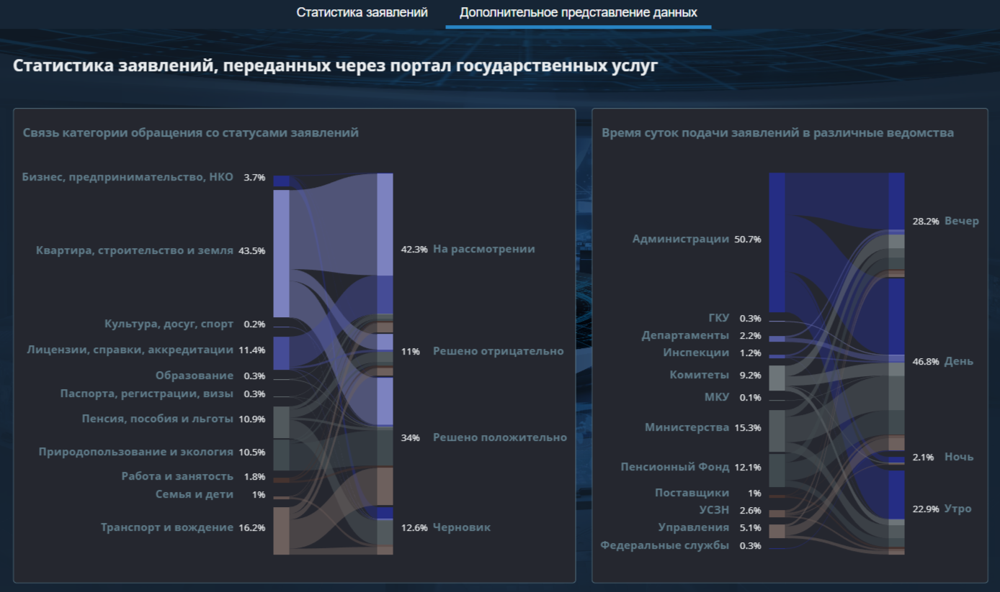 Статистика заявлений
Дополнительное представление данных
Статистика заявлений, переданных через портал государственных услуг
Связь категории обращения со статусами заявлений
Бизнес, предпринимательство, НКО 3.7%
Квартира, строительство и земля 43.5%
Культура, досуг, спорт 0.2%
Лицензии, справки, аккредитации 11.4%
Образование 0.3%
Паспорта, регистрации, визы 0.3%
Пенсия, пособия и льготы 10.9%
Природопользование и экология 10.5%
Работа и занятость 1.8%
Семья и дети 1%
Транспорт и вождение 16.2%
42.3% На рассмотрении
11% Решено отрицательно
34% Решено положительно
12.6% Черновик
Время суток подачи заявлений в различные ведомства
Администрации 50.7%
ГКУ 0.3%
Департаменты 2.2%
Инспекции 1.2%
Комитеты 9.2%
МКУ 0.1%
Министерства 15.3%
Пенсионный Фонд 12.1%
Поставщики 1%
УСЗН 2.6%
Управления 5.1%
Федеральные службы 0.3%
28.2% Вечер
46.8% День
2.1% Ночь
22.9% Утро